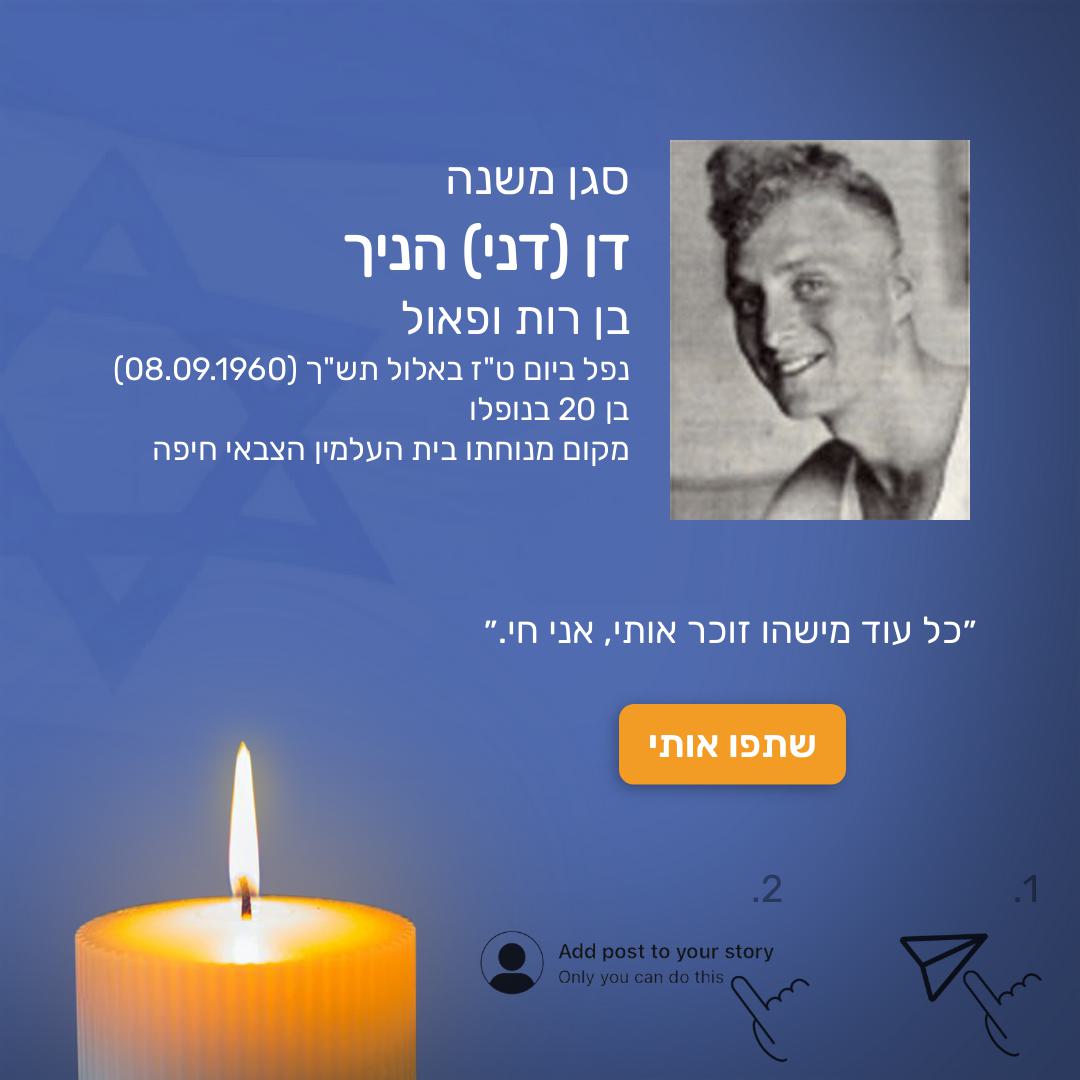 סגן משנה
דן (דני) הניך
בן רות ופאול
נפל ביום ט"ז באלול תש"ך (08.09.1960)
בן 20 בנופלו
מקום מנוחתו בית העלמין הצבאי חיפה
״כל עוד מישהו זוכר אותי, אני חי.״
שתפו אותי
1.
2.
Add post to your story
Only you can do this